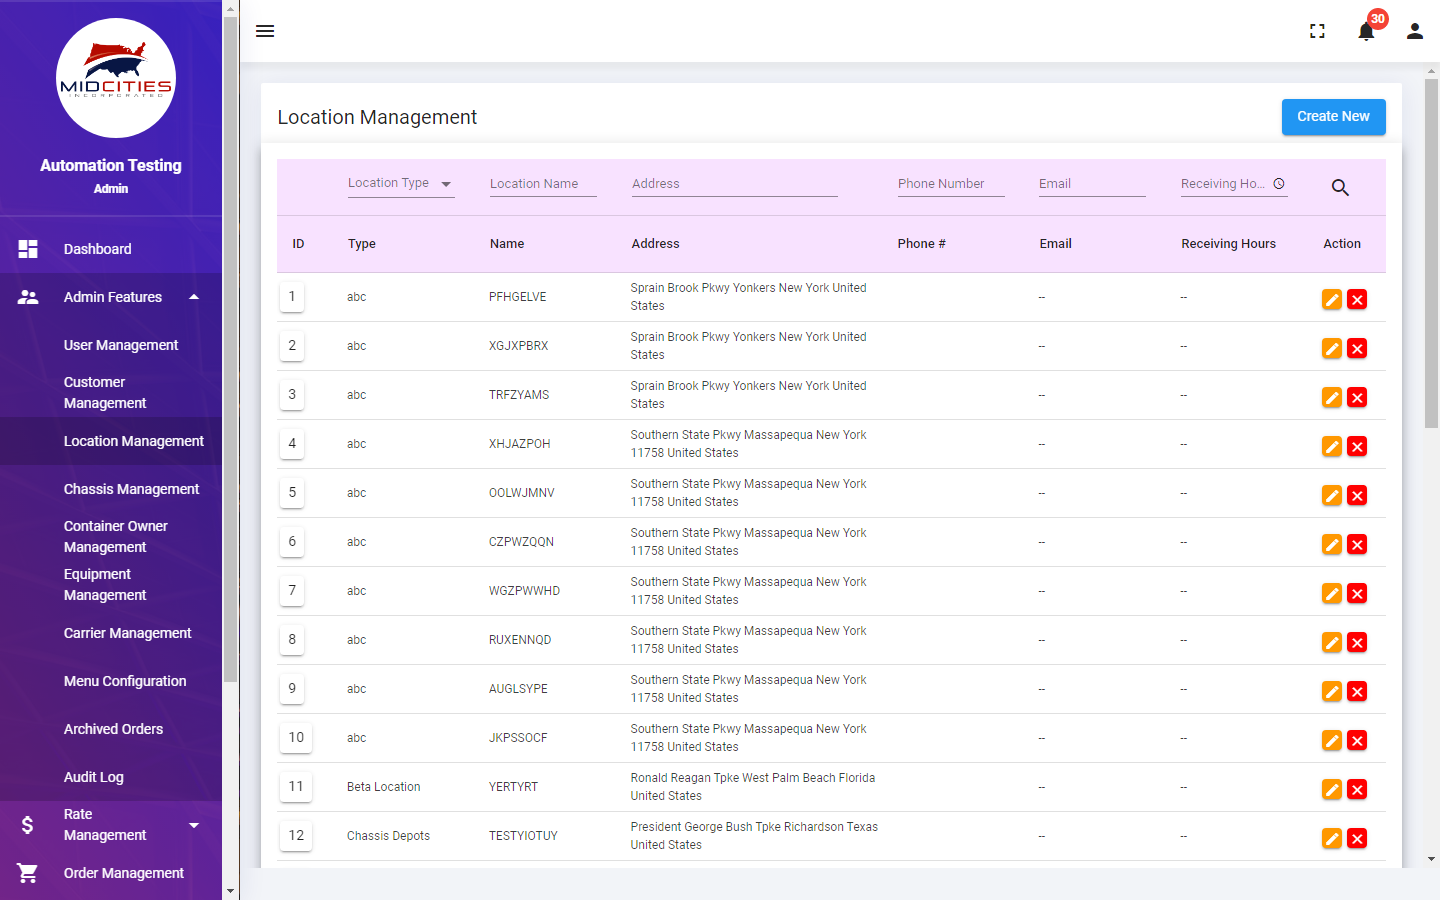 MIDCITIES
INCORPORATED
Automation Testing
Admin
Dashboard
Admin Features
User Management
Customer
Management
Location Management
Chassis Management
Container Owner
Management
Equipment
Management
Carrier Management
Menu Configuration
Archived Orders
Audit Log
Rate
Management
Order Management
30
Location Management
Create New
Location Type Location Name Address Phone Number Email Receiving Ho...
ID Type Name Address Phone # Email Receiving Hours Action
1 abc PFHGELVE Sprain Brook Pkwy Yonkers New York United
States -- --
2 abc XGJXPBRX Sprain Brook Pkwy Yonkers New York United
States -- --
3 abc TRFZYAMS Sprain Brook Pkwy Yonkers New York United
States -- --
4 abc XHJAZPOH Southern State Pkwy Massapequa New York
11758 United States -- --
5 abc OOLWJMNV Southern State Pkwy Massapequa New York
11758 United States -- --
6 abc CZPWZQQN Southern State Pkwy Massapequa New York
11758 United States -- --
7 abc WGZPWWHD Southern State Pkwy Massapequa New York
11758 United States -- --
8 abc RUXENNQD Southern State Pkwy Massapequa New York
11758 United States -- --
9 abc AUGLSYPE Southern State Pkwy Massapequa New York
11758 United States -- --
10 abc JKPSSOCF Southern State Pkwy Massapequa New York
11758 United States -- --
11 Beta Location YERTYRT Ronald Reagan Tpke West Palm Beach Florida
United States -- --
12 Chassis Depots TESTYIOTUY President George Bush Tpke Richardson Texas
United States -- --